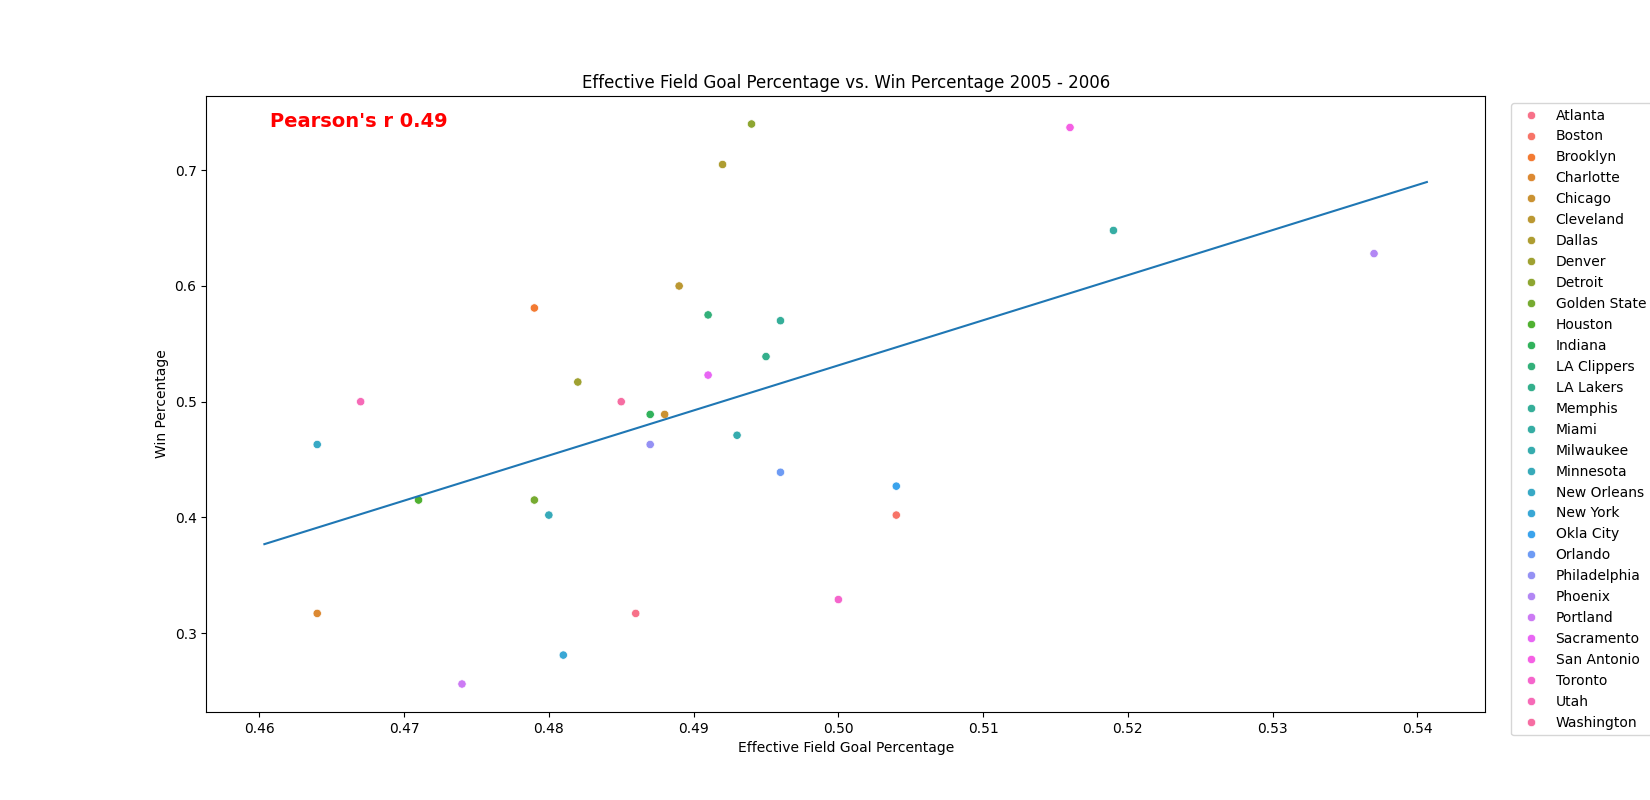 Effective Field Goal Percentage vs. Win Percentage 2005 - 2006
Pearson's r 0.49
Win Percentage
0.7
0.6
0.5
0.4
0.3
0.46 0.47 0.48 0.49 0.50 0.51 0.52 0.53 0.54
Effective Field Goal Percentage
Atlanta
Boston
Brooklyn
Charlotte
Chicago
Cleveland
Dallas
Denver
Detroit
Golden State
Houston
Indiana
LA Clippers
LA Lakers
Memphis
Miami
Milwaukee
Minnesota
New Orleans
New York
Okla City
Orlando
Philadelphia
Phoenix
Portland
Sacramento
San Antonio
Toronto
Utah
Washington